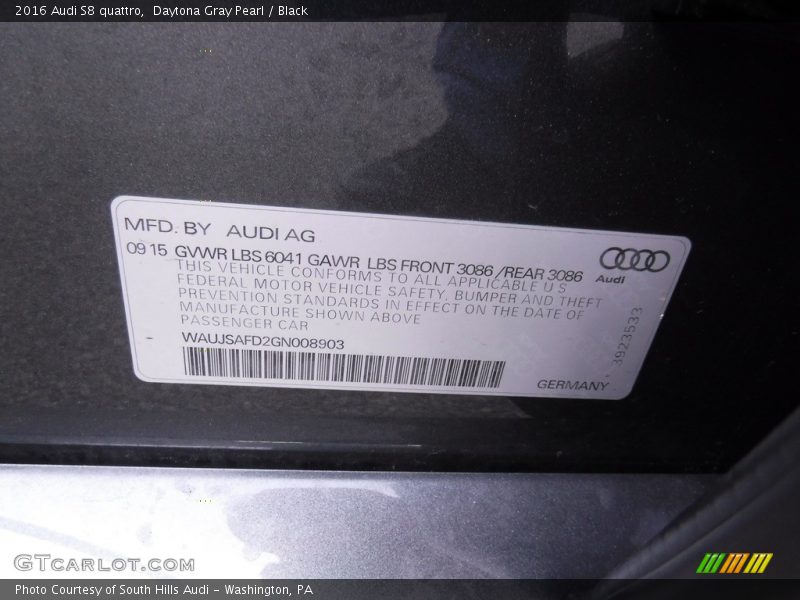 2016 Audi S8 quattro,  Daytona Gray Pearl / Black
MFD. BY AUDI AG
09 15 GVWR LBS 6041 GAWR LBS FRONT 3086 /REAR 3086
THIS VEHICLE CONFORMS TO ALL APPLICABLE U S
FEDERAL MOTOR VEHICLE SAFETY, BUMPER AND THEFT
PREVENTION STANDARDS IN EFFECT ON THE DATE OF
MANUFACTURE SHOWN ABOVE
PASSENGER CAR
WAUJSAFD2GN008903
Audi
3923533
GERMANY
GTCARLOT.COM
Photo Courtesy of South Hills Audi - Washington, PA